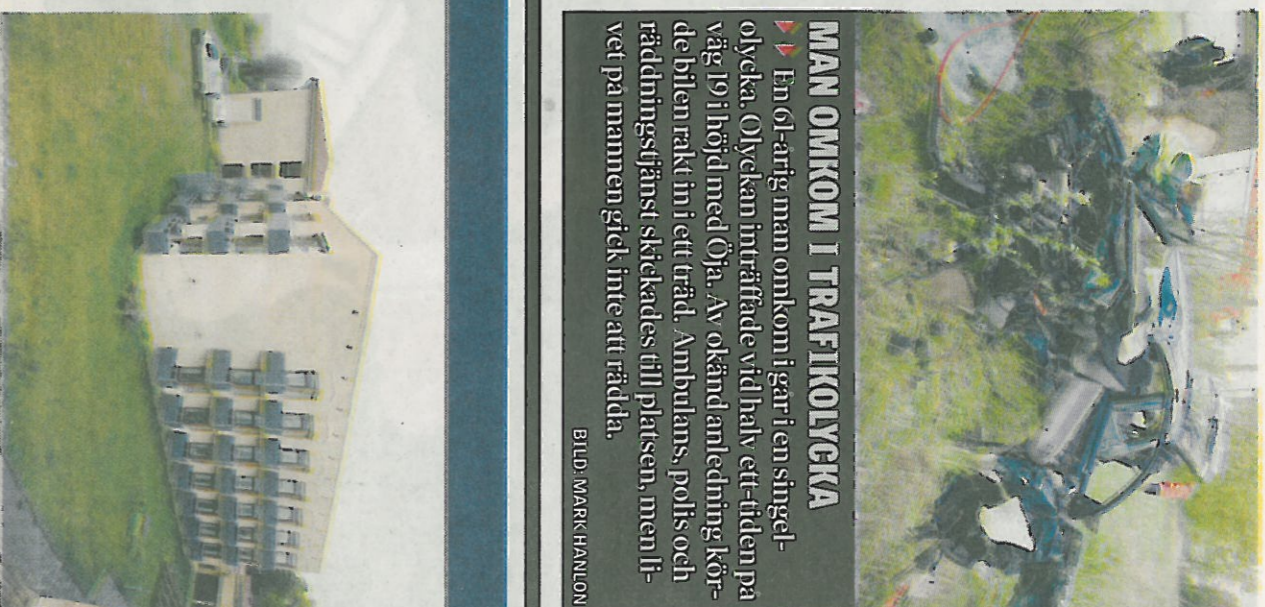 MAN OMKOM I TRAFIKOLYCKA
En 61-årig man omkom i går i en singel-
olycka. Olyckan inträffade vid halv ett-tiden på
väg 19 i höjd med Öja. Av okänd anledning kör-
de bilen rakt in i ett träd. Ambulans, polis och
räddningstjänst skickades till platsen, men li-
vet på mannen gick inte att rädda.
BILD: MARK HANLON